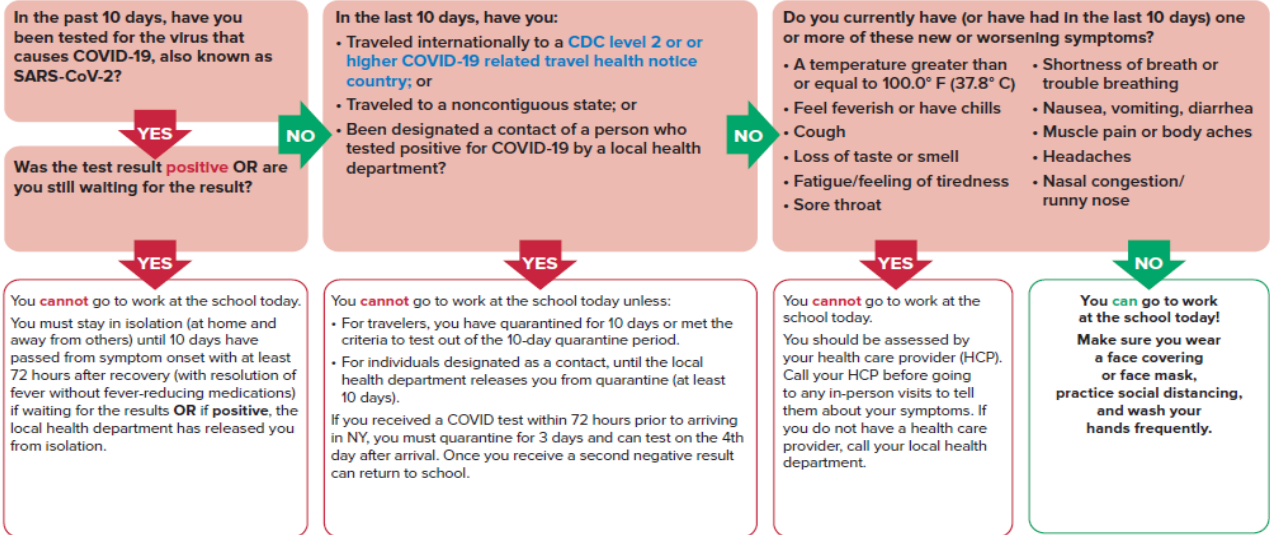 In the past 10 days, have you
been tested for the virus that
causes COVID-19, also known as
SARS-CoV-2?
YES
NO
Was the test result positive OR are
you still waiting for the result?
YES
You cannot go to work at the school today.
You must stay in isolation (at home and
away from others) until 10 days have
passed from symptom onset with at least
72 hours after recovery (with resolution of
fever without fever-reducing medications)
if waiting for the results OR if positive, the
local health department has released you
from isolation.
In the last 10 days, have you:
• Traveled internationally to a CDC level 2 or or
higher COVID-19 related travel health notice
country; or
• Traveled to a noncontiguous state; or
• Been designated a contact of a person who
tested positive for COVID-19 by a local health
department?
NO
YES
You cannot go to work at the school today unless:
• For travelers, you have quarantined for 10 days or met the
criteria to test out of the 10-day quarantine period.
• For individuals designated as a contact, until the local
health department releases you from quarantine (at least
10 days).
If you received a COVID test within 72 hours prior to arriving
in NY, you must quarantine for 3 days and can test on the 4th
day after arrival. Once you receive a second negative result
can return to school.
Do you currently have (or have had in the last 10 days) one
or more of these new or worsening symptoms?
• A temperature greater than
or equal to 100.0° F (37.8° C)
• Feel feverish or have chills
• Cough
• Loss of taste or smell
• Fatigue/feeling of tiredness
• Sore throat
• Shortness of breath or
trouble breathing
• Nausea, vomiting, diarrhea
• Muscle pain or body aches
• Headaches
• Nasal congestion/
runny nose
YES
You cannot go to work at the
school today.
You should be assessed by
your health care provider (HCP).
Call your HCP before going
to any in-person visits to tell
them about your symptoms. If
you do not have a health care
provider, call your local health
department.
NO
You can go to work
at the school today!
Make sure you wear
a face covering
or face mask,
practice social distancing,
and wash your
hands frequently.